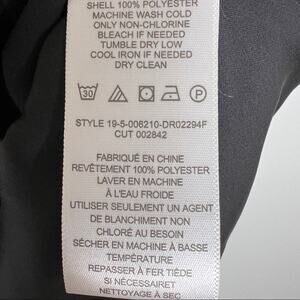 SHELL 100% POLYESTER
MACHINE WASH COLD
ONLY NON-CHLORINE
BLEACH IF NEEDED
TUMBLE DRY LOW
COOL IRON IF NEEDED
DRY CLEAN
30 P
STYLE 19-5-006210-DR02294F
CUT 002842
FABRIQUÉ EN CHINE
REVÊTEMENT 100% POLYESTER
LAVER EN MACHINE
À L'EAU FROIDE
UTILISER SEULEMENT UN AGENT
DE BLANCHIMENT NON
CHLORÉ AU BESOIN
SÉCHER EN MACHINE À BASSE
TEMPÉRATURE
REPASSER À FER TIÈDE
SI NÉCESSAIRE
NETTOYAGE À SEC